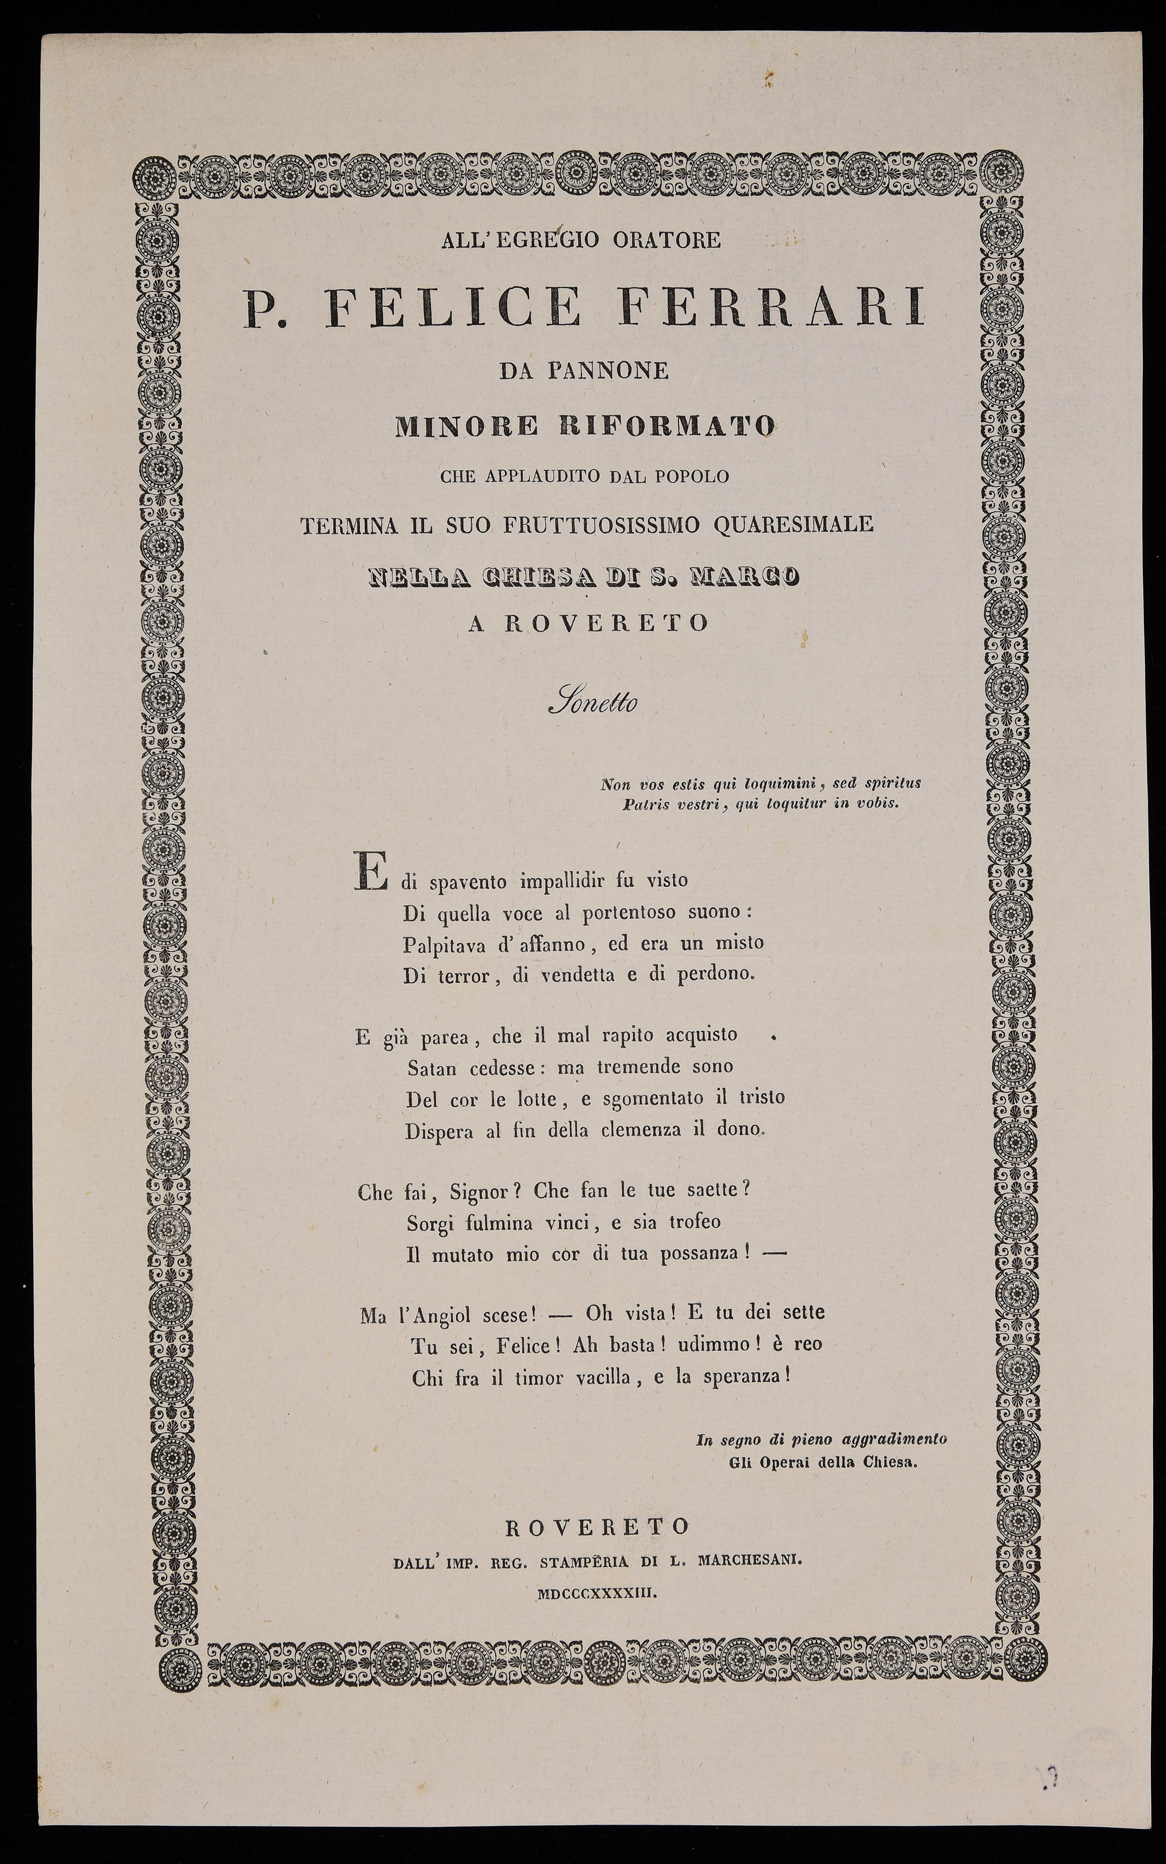 ALL' EGREGIO ORATORE
P. FELICE FERRARI
DA PANNONE
MINORE RIFORMATO
CHE APPLAUDITO DAL POPOLO
TERMINA IL SUO FRUTTUOSISSIMO QUARESIMALE
NELLA CHIESA DI S. MARCO
A ROVERETO
Sonetto
Non vos estis qui loquimini, sed spiritus
Patris vestri, qui loquitur in vobis.
E di spavento impallidir fu visto
Di quella voce al portentoso suono:
Palpitava d' affanno, ed era un misto
Di terror, di vendetta e di perdono.
E già parea, che il mal rapito acquisto
Satan cedesse: ma tremende sono
Del cor le lotte, e sgomentato il tristo
Dispera al fin della clemenza il dono.
Che fai, Signor? Che fan le tue saette?
Sorgi fulmina vinci, e sia trofeo
Il mutato mio cor di tua possanza! —
Ma l'Angiol scese! — Oh vista! E tu dei sette
Tu sei, Felice! Ah basta! udimmo! è reo
Chi fra il timor vacilla, e la speranza!
In segno di pieno aggradimento
Gli Operai della Chiesa.
ROVERETO
DALL' IMP. REG. STAMPERIA DI L. MARCHESANI.
MDCCCXXXXIII.